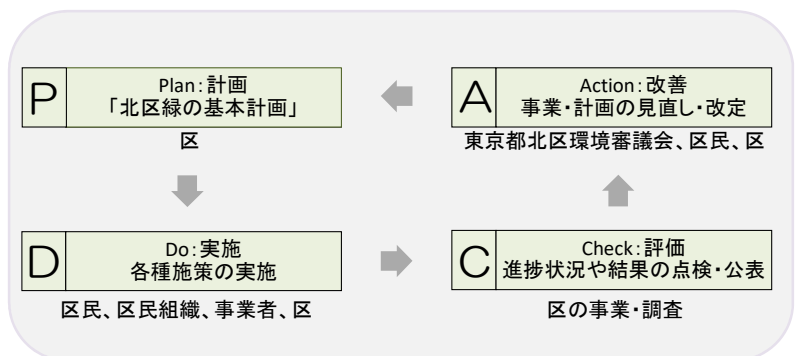 P
Plan：計画
「北区緑の基本計画」
区
A
Action：改善
事業・計画の見直し・改定
東京都北区環境審議会、区民、区
D
Do：実施
各種施策の実施
区民、区民組織、事業者、区
C
Check：評価
進捗状況や結果の点検・公表
区の事業・調査